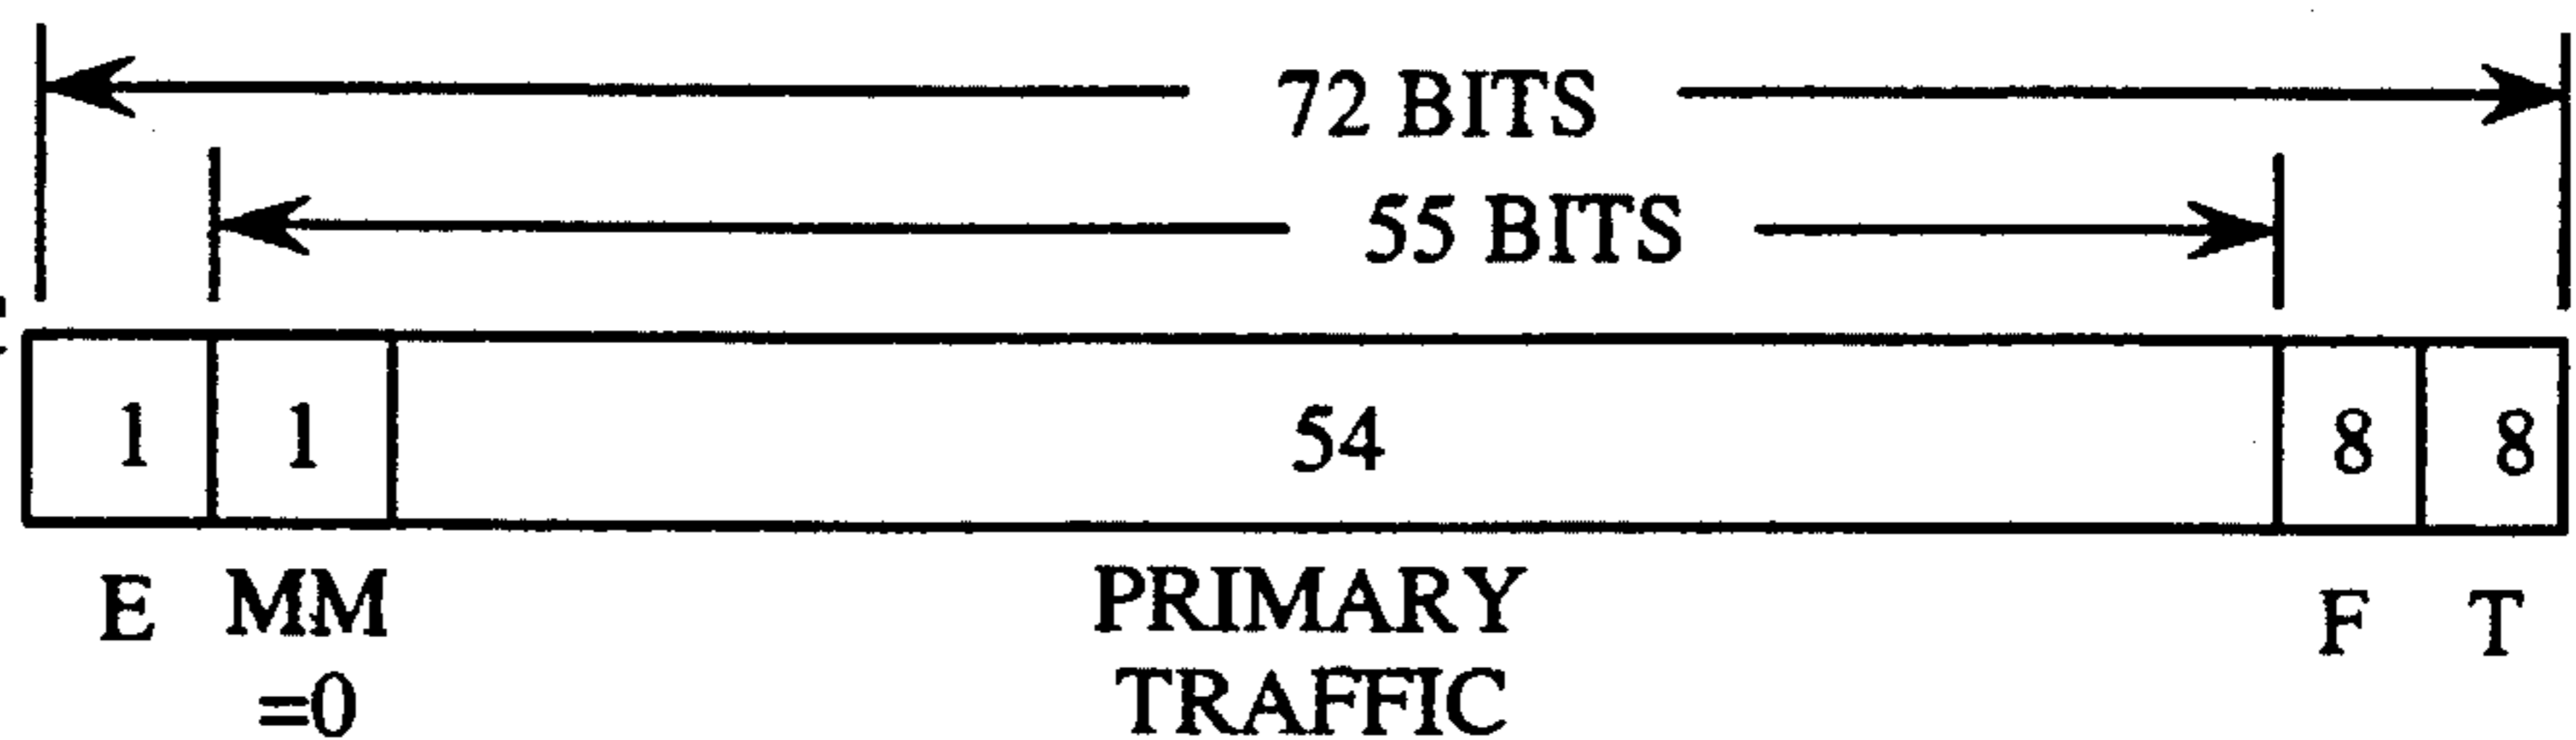 72 BITS
55 BITS
1 1 54 8 8
E MM PRIMARY F T
=0 TRAFFIC